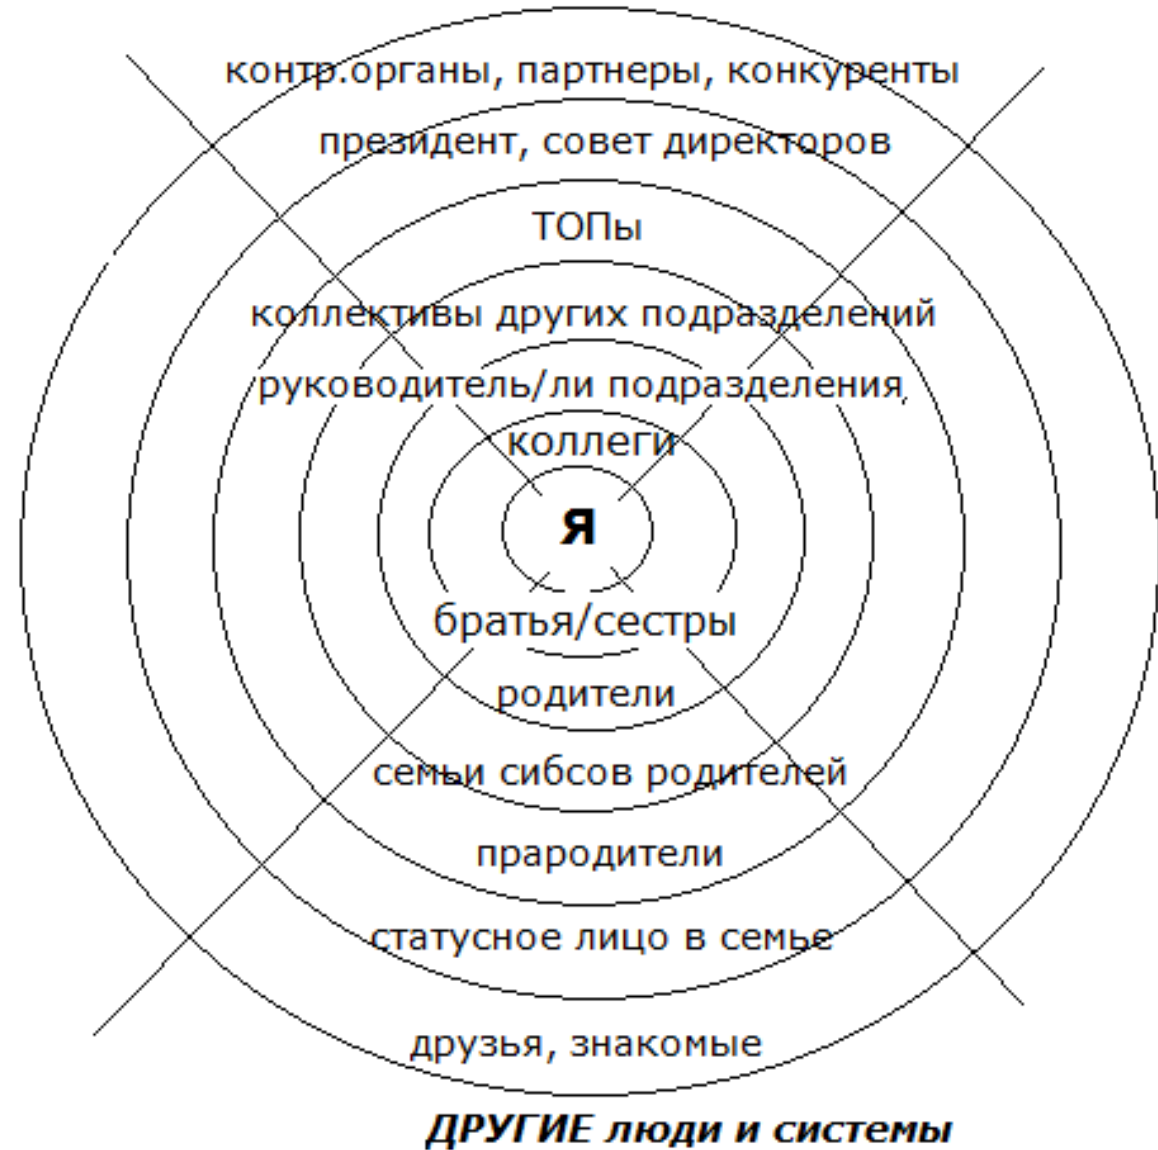 контр.органы, партнеры, конкуренты
президент, совет директоров
ТОПы
коллективы других подразделений
руководитель/ли подразделения,
коллеги
Я
братья/сестры
родители
семьи сибсов родителей
прародители
статусное лицо в семье
друзья, знакомые
ДРУГИЕ люди и системы